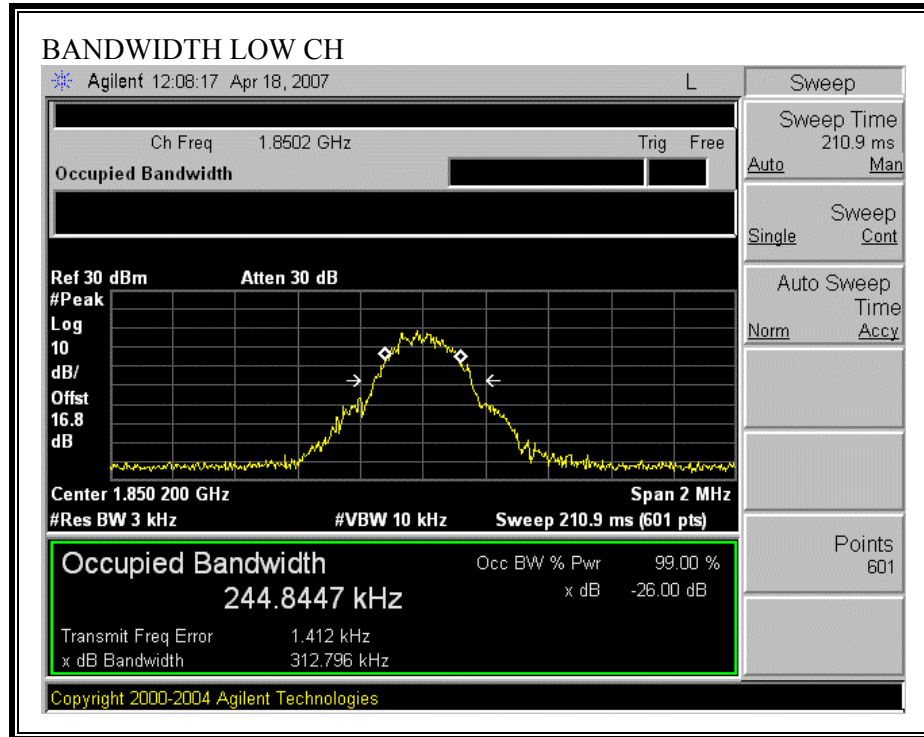 BANDWIDTH LOW CH
Agilent 12:08:17 Apr 18, 2007 L
Sweep
Ch Freq 1.8502 GHz Trig Free
Occupied Bandwidth
Sweep Time
210.9 ms
Auto Man
Sweep
Single Cont
Auto Sweep
Time
Norm Accy
Points
601
Ref 30 dBm Atten 30 dB
#Peak
Log
10
dB/
Offst
16.8
dB
Center 1.850 200 GHz Span 2 MHz
#Res BW 3 kHz #VBW 10 kHz Sweep 210.9 ms (601 pts)
Occupied Bandwidth Occ BW % Pwr 99.00 %
244.8447 kHz x dB -26.00 dB
Transmit Freq Error 1.412 kHz
x dB Bandwidth 312.796 kHz
Copyright 2000-2004 Agilent Technologies